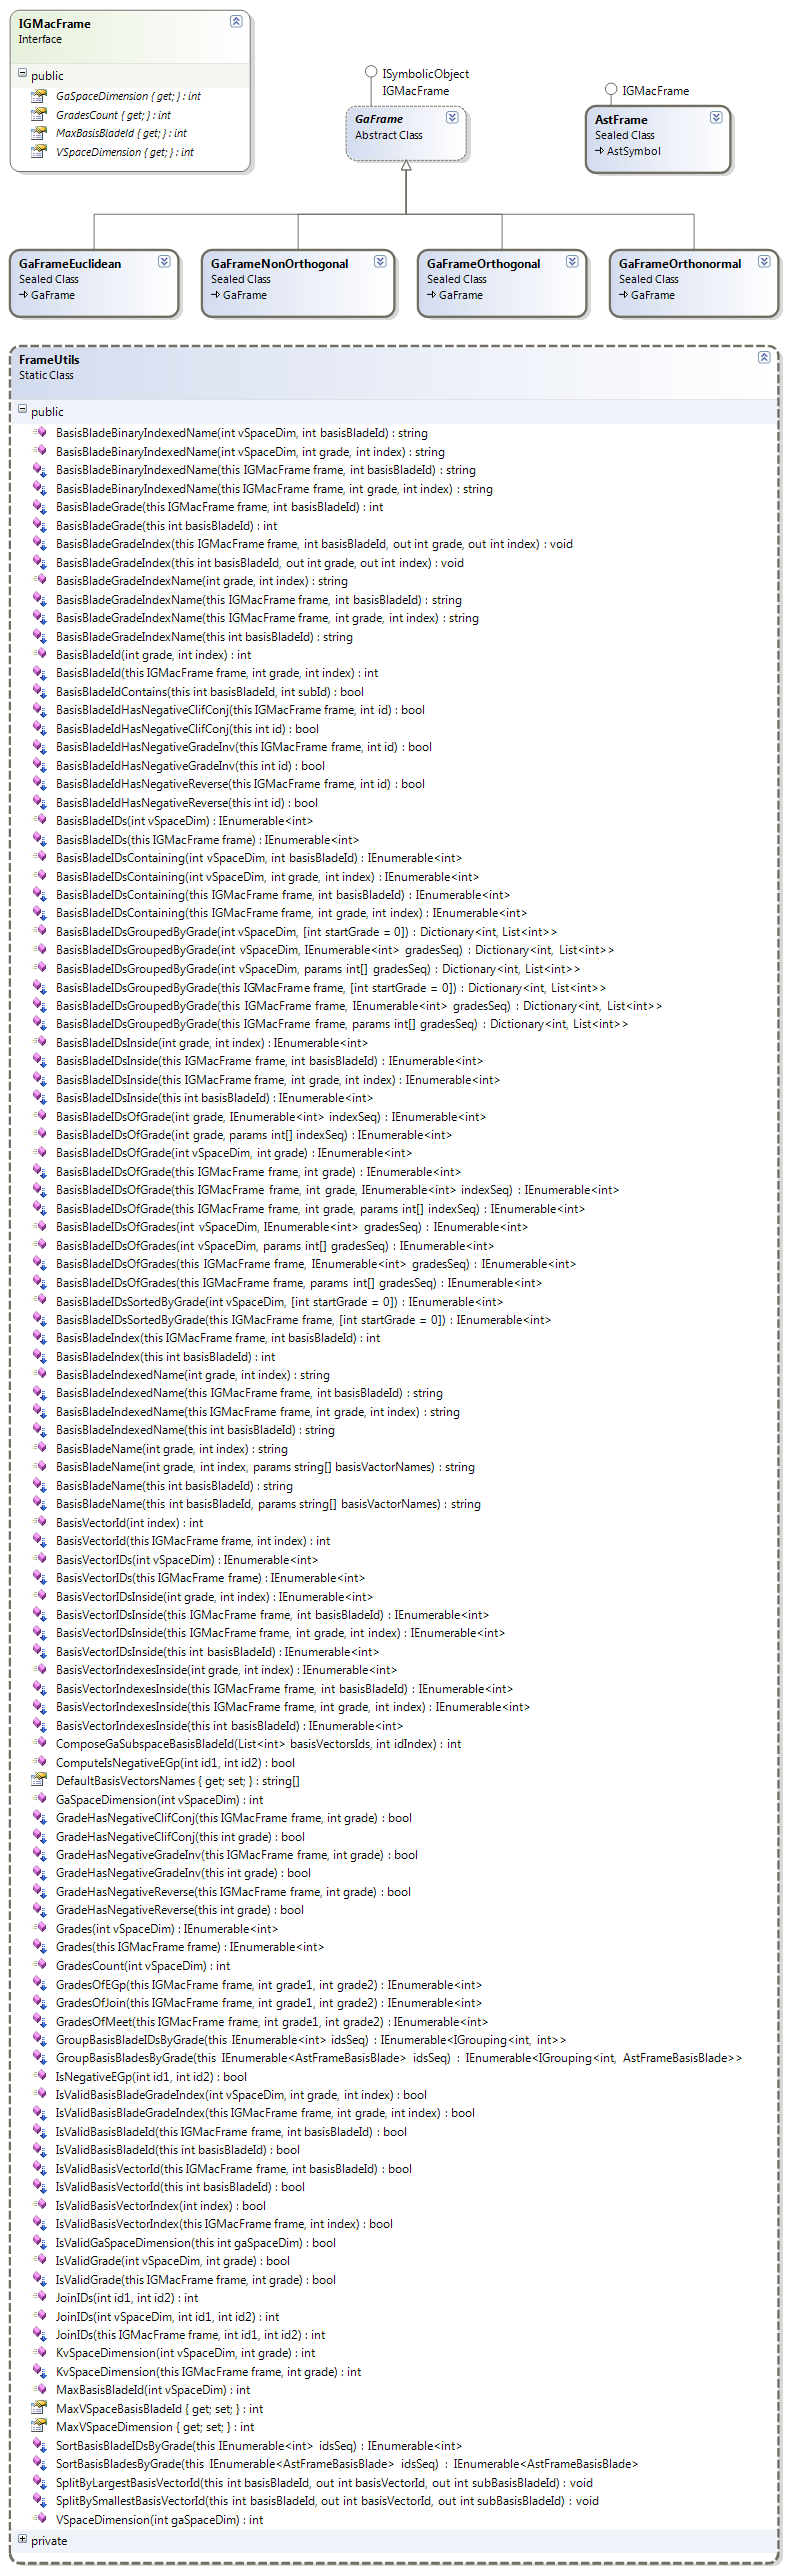 IGMacFrame
Interface
public
GaSpaceDimension { get; } : int
GradesCount { get; } : int
MaxBasisBladeId { get; } : int
VSpaceDimension { get; } : int
ISymbolicObject
IGMacFrame
GaFrame
Abstract Class
IGMacFrame
AstFrame
Sealed Class
AstSymbol
GaFrameEuclidean
Sealed Class
GaFrame
GaFrameNonOrthogonal
Sealed Class
GaFrame
GaFrameOrthogonal
Sealed Class
GaFrame
GaFrameOrthonormal
Sealed Class
GaFrame
FrameUtils
Static Class
public
BasisBladeBinaryIndexedName(int vSpaceDim, int basisBladeId) : string
BasisBladeBinaryIndexedName(int vSpaceDim, int grade, int index) : string
BasisBladeBinaryIndexedName(this IGMacFrame frame, int basisBladeId) : string
BasisBladeBinaryIndexedName(this IGMacFrame frame, int grade, int index) : string
BasisBladeGrade(this IGMacFrame frame, int basisBladeId) : int
BasisBladeGrade(this int basisBladeId) : int
BasisBladeGradeIndex(this IGMacFrame frame, int basisBladeId, out int grade, out int index) : void
BasisBladeGradeIndex(this int basisBladeId, out int grade, out int index) : void
BasisBladeGradeIndexName(int grade, int index) : string
BasisBladeGradeIndexName(this IGMacFrame frame, int basisBladeId) : string
BasisBladeGradeIndexName(this IGMacFrame frame, int grade, int index) : string
BasisBladeGradeIndexName(this int basisBladeId) : string
BasisBladeId(int grade, int index) : int
BasisBladeId(this IGMacFrame frame, int grade, int index) : int
BasisBladeIdContains(this int basisBladeId, int subId) : bool
BasisBladeIdHasNegativeClifConj(this IGMacFrame frame, int id) : bool
BasisBladeIdHasNegativeClifConj(this int id) : bool
BasisBladeIdHasNegativeGradeInv(this IGMacFrame frame, int id) : bool
BasisBladeIdHasNegativeGradeInv(this int id) : bool
BasisBladeIdHasNegativeReverse(this IGMacFrame frame, int id) : bool
BasisBladeIdHasNegativeReverse(this int id) : bool
BasisBladeIDs(int vSpaceDim) : IEnumerable<int>
BasisBladeIDs(this IGMacFrame frame) : IEnumerable<int>
BasisBladeIDsContaining(int vSpaceDim, int basisBladeId) : IEnumerable<int>
BasisBladeIDsContaining(int vSpaceDim, int grade, int index) : IEnumerable<int>
BasisBladeIDsContaining(this IGMacFrame frame, int basisBladeId) : IEnumerable<int>
BasisBladeIDsContaining(this IGMacFrame frame, int grade, int index) : IEnumerable<int>
BasisBladeIDsGroupedByGrade(int vSpaceDim, [int startGrade = 0]) : Dictionary<int, List<int>>
BasisBladeIDsGroupedByGrade(int vSpaceDim, IEnumerable<int> gradesSeq) : Dictionary<int, List<int>>
BasisBladeIDsGroupedByGrade(int vSpaceDim, params int[] gradesSeq) : Dictionary<int, List<int>>
BasisBladeIDsGroupedByGrade(this IGMacFrame frame, [int startGrade = 0]) : Dictionary<int, List<int>>
BasisBladeIDsGroupedByGrade(this IGMacFrame frame, IEnumerable<int> gradesSeq) : Dictionary<int, List<int>>
BasisBladeIDsGroupedByGrade(this IGMacFrame frame, params int[] gradesSeq) : Dictionary<int, List<int>>
BasisBladeIDsInside(int grade, int index) : IEnumerable<int>
BasisBladeIDsInside(this IGMacFrame frame, int basisBladeId) : IEnumerable<int>
BasisBladeIDsInside(this IGMacFrame frame, int grade, int index) : IEnumerable<int>
BasisBladeIDsInside(this int basisBladeId) : IEnumerable<int>
BasisBladeIDsOfGrade(int grade, IEnumerable<int> indexSeq) : IEnumerable<int>
BasisBladeIDsOfGrade(int grade, params int[] indexSeq) : IEnumerable<int>
BasisBladeIDsOfGrade(int vSpaceDim, int grade) : IEnumerable<int>
BasisBladeIDsOfGrade(this IGMacFrame frame, int grade) : IEnumerable<int>
BasisBladeIDsOfGrade(this IGMacFrame frame, int grade, IEnumerable<int> indexSeq) : IEnumerable<int>
BasisBladeIDsOfGrade(this IGMacFrame frame, int grade, params int[] indexSeq) : IEnumerable<int>
BasisBladeIDsOfGrades(int vSpaceDim, IEnumerable<int> gradesSeq) : IEnumerable<int>
BasisBladeIDsOfGrades(int vSpaceDim, params int[] gradesSeq) : IEnumerable<int>
BasisBladeIDsOfGrades(this IGMacFrame frame, IEnumerable<int> gradesSeq) : IEnumerable<int>
BasisBladeIDsOfGrades(this IGMacFrame frame, params int[] gradesSeq) : IEnumerable<int>
BasisBladeIDsSortedByGrade(int vSpaceDim, [int startGrade = 0]) : IEnumerable<int>
BasisBladeIDsSortedByGrade(this IGMacFrame frame, [int startGrade = 0]) : IEnumerable<int>
BasisBladeIndex(this IGMacFrame frame, int basisBladeId) : int
BasisBladeIndex(this int basisBladeId) : int
BasisBladeIndexedName(int grade, int index) : string
BasisBladeIndexedName(this IGMacFrame frame, int basisBladeId) : string
BasisBladeIndexedName(this IGMacFrame frame, int grade, int index) : string
BasisBladeIndexedName(this int basisBladeId) : string
BasisBladeName(int grade, int index) : string
BasisBladeName(int grade, int index, params string[] basisVactorNames) : string
BasisBladeName(this int basisBladeId) : string
BasisBladeName(this int basisBladeId, params string[] basisVactorNames) : string
BasisVectorId(int index) : int
BasisVectorId(this IGMacFrame frame, int index) : int
BasisVectorIDs(int vSpaceDim) : IEnumerable<int>
BasisVectorIDs(this IGMacFrame frame) : IEnumerable<int>
BasisVectorIDsInside(int grade, int index) : IEnumerable<int>
BasisVectorIDsInside(this IGMacFrame frame, int basisBladeId) : IEnumerable<int>
BasisVectorIDsInside(this IGMacFrame frame, int grade, int index) : IEnumerable<int>
BasisVectorIDsInside(this int basisBladeId) : IEnumerable<int>
BasisVectorIndexesInside(int grade, int index) : IEnumerable<int>
BasisVectorIndexesInside(this IGMacFrame frame, int basisBladeId) : IEnumerable<int>
BasisVectorIndexesInside(this IGMacFrame frame, int grade, int index) : IEnumerable<int>
BasisVectorIndexesInside(this int basisBladeId) : IEnumerable<int>
ComposeGaSubspaceBasisBladeId(List<int> basisVectorsIds, int idIndex) : int
ComputeIsNegativeEGp(int id1, int id2) : bool
DefaultBasisVectorsNames { get; set; } : string[]
GaSpaceDimension(int vSpaceDim) : int
GradeHasNegativeClifConj(this IGMacFrame frame, int grade) : bool
GradeHasNegativeClifConj(this int grade) : bool
GradeHasNegativeGradeInv(this IGMacFrame frame, int grade) : bool
GradeHasNegativeGradeInv(this int grade) : bool
GradeHasNegativeReverse(this IGMacFrame frame, int grade) : bool
GradeHasNegativeReverse(this int grade) : bool
Grades(int vSpaceDim) : IEnumerable<int>
Grades(this IGMacFrame frame) : IEnumerable<int>
GradesCount(int vSpaceDim) : int
GradesOfEGp(this IGMacFrame frame, int grade1, int grade2) : IEnumerable<int>
GradesOfJoin(this IGMacFrame frame, int grade1, int grade2) : IEnumerable<int>
GradesOfMeet(this IGMacFrame frame, int grade1, int grade2) : IEnumerable<int>
GroupBasisBladeIDsByGrade(this IEnumerable<int> idsSeq) : IEnumerable<IGrouping<int, int>>
GroupBasisBladesByGrade(this IEnumerable<AstFrameBasisBlade> idsSeq) : IEnumerable<IGrouping<int, AstFrameBasisBlade>>
IsNegativeEGp(int id1, int id2) : bool
IsValidBasisBladeGradeIndex(int vSpaceDim, int grade, int index) : bool
IsValidBasisBladeGradeIndex(this IGMacFrame frame, int grade, int index) : bool
IsValidBasisBladeId(this IGMacFrame frame, int basisBladeId) : bool
IsValidBasisBladeId(this int basisBladeId) : bool
IsValidBasisVectorId(this IGMacFrame frame, int basisBladeId) : bool
IsValidBasisVectorId(this int basisBladeId) : bool
IsValidBasisVectorIndex(int index) : bool
IsValidBasisVectorIndex(this IGMacFrame frame, int index) : bool
IsValidGaSpaceDimension(this int gaSpaceDim) : bool
IsValidGrade(int vSpaceDim, int grade) : bool
IsValidGrade(this IGMacFrame frame, int grade) : bool
JoinIDs(int id1, int id2) : int
JoinIDs(int vSpaceDim, int id1, int id2) : int
JoinIDs(this IGMacFrame frame, int id1, int id2) : int
KvSpaceDimension(int vSpaceDim, int grade) : int
KvSpaceDimension(this IGMacFrame frame, int grade) : int
MaxBasisBladeId(int vSpaceDim) : int
MaxVSpaceBasisBladeId { get; set; } : int
MaxVSpaceDimension { get; set; } : int
SortBasisBladeIDsByGrade(this IEnumerable<int> idsSeq) : IEnumerable<int>
SortBasisBladesByGrade(this IEnumerable<AstFrameBasisBlade> idsSeq) : IEnumerable<AstFrameBasisBlade>
SplitByLargestBasisVectorId(this int basisBladeId, out int basisVectorId, out int subBasisBladeId) : void
SplitBySmallestBasisVectorId(this int basisBladeId, out int basisVectorId, out int subBasisBladeId) : void
VSpaceDimension(int gaSpaceDim) : int
private